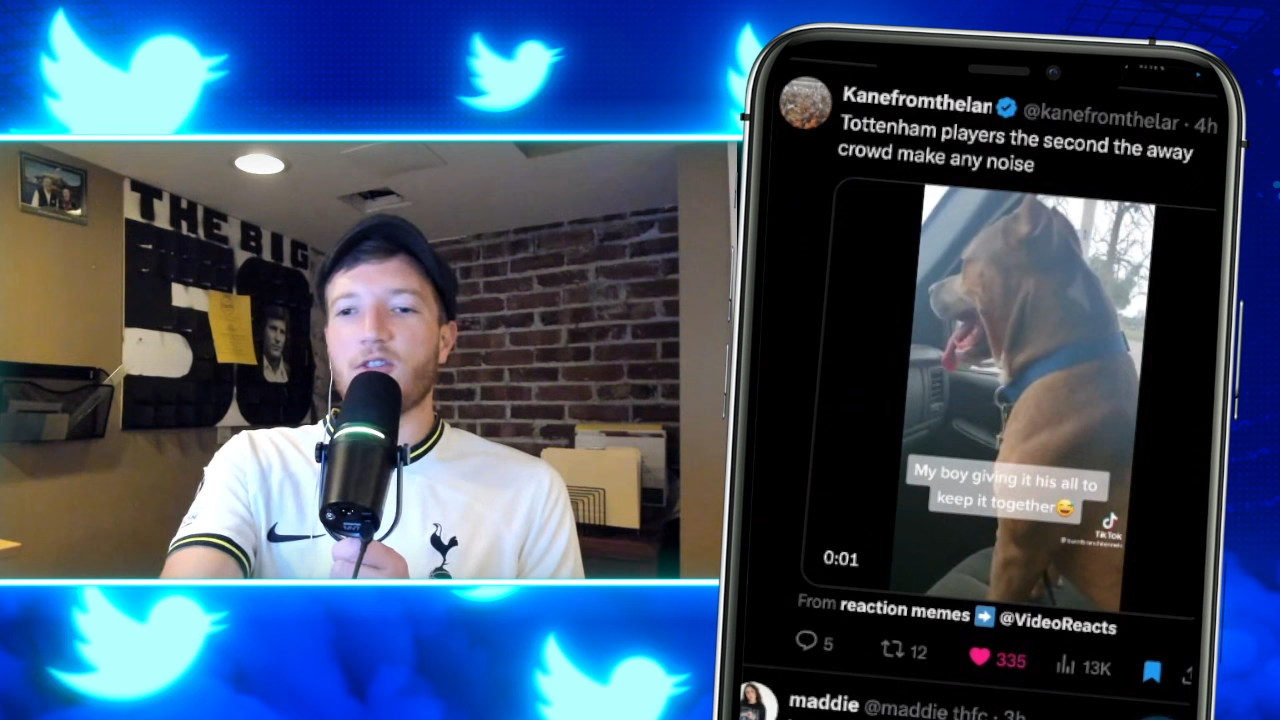 THE BIG
50
Kanefromthelar @kanefromthelar · 4h
Tottenham players the second the away
crowd make any noise
My boy giving it his all to
keep it together😅
TikTok
0:01
From reaction memes ➡️ @VideoReacts
5 12 335 13K
maddie @maddie_thfc · 3h